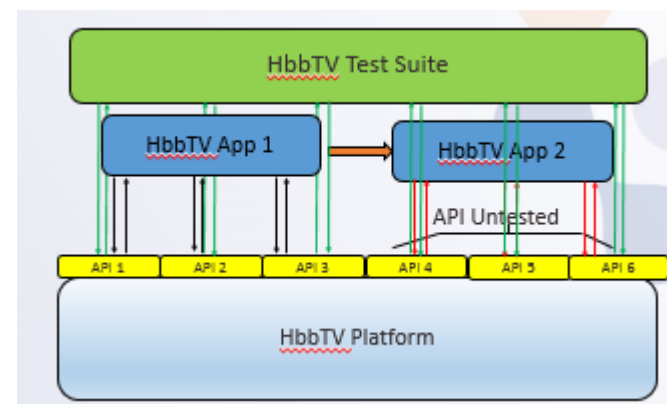 HbbTV Test Suite
HbbTV App 1
HbbTV App 2
API Untested
API 1 API 2 API 3 API 4 API 5 API 6
HbbTV Platform